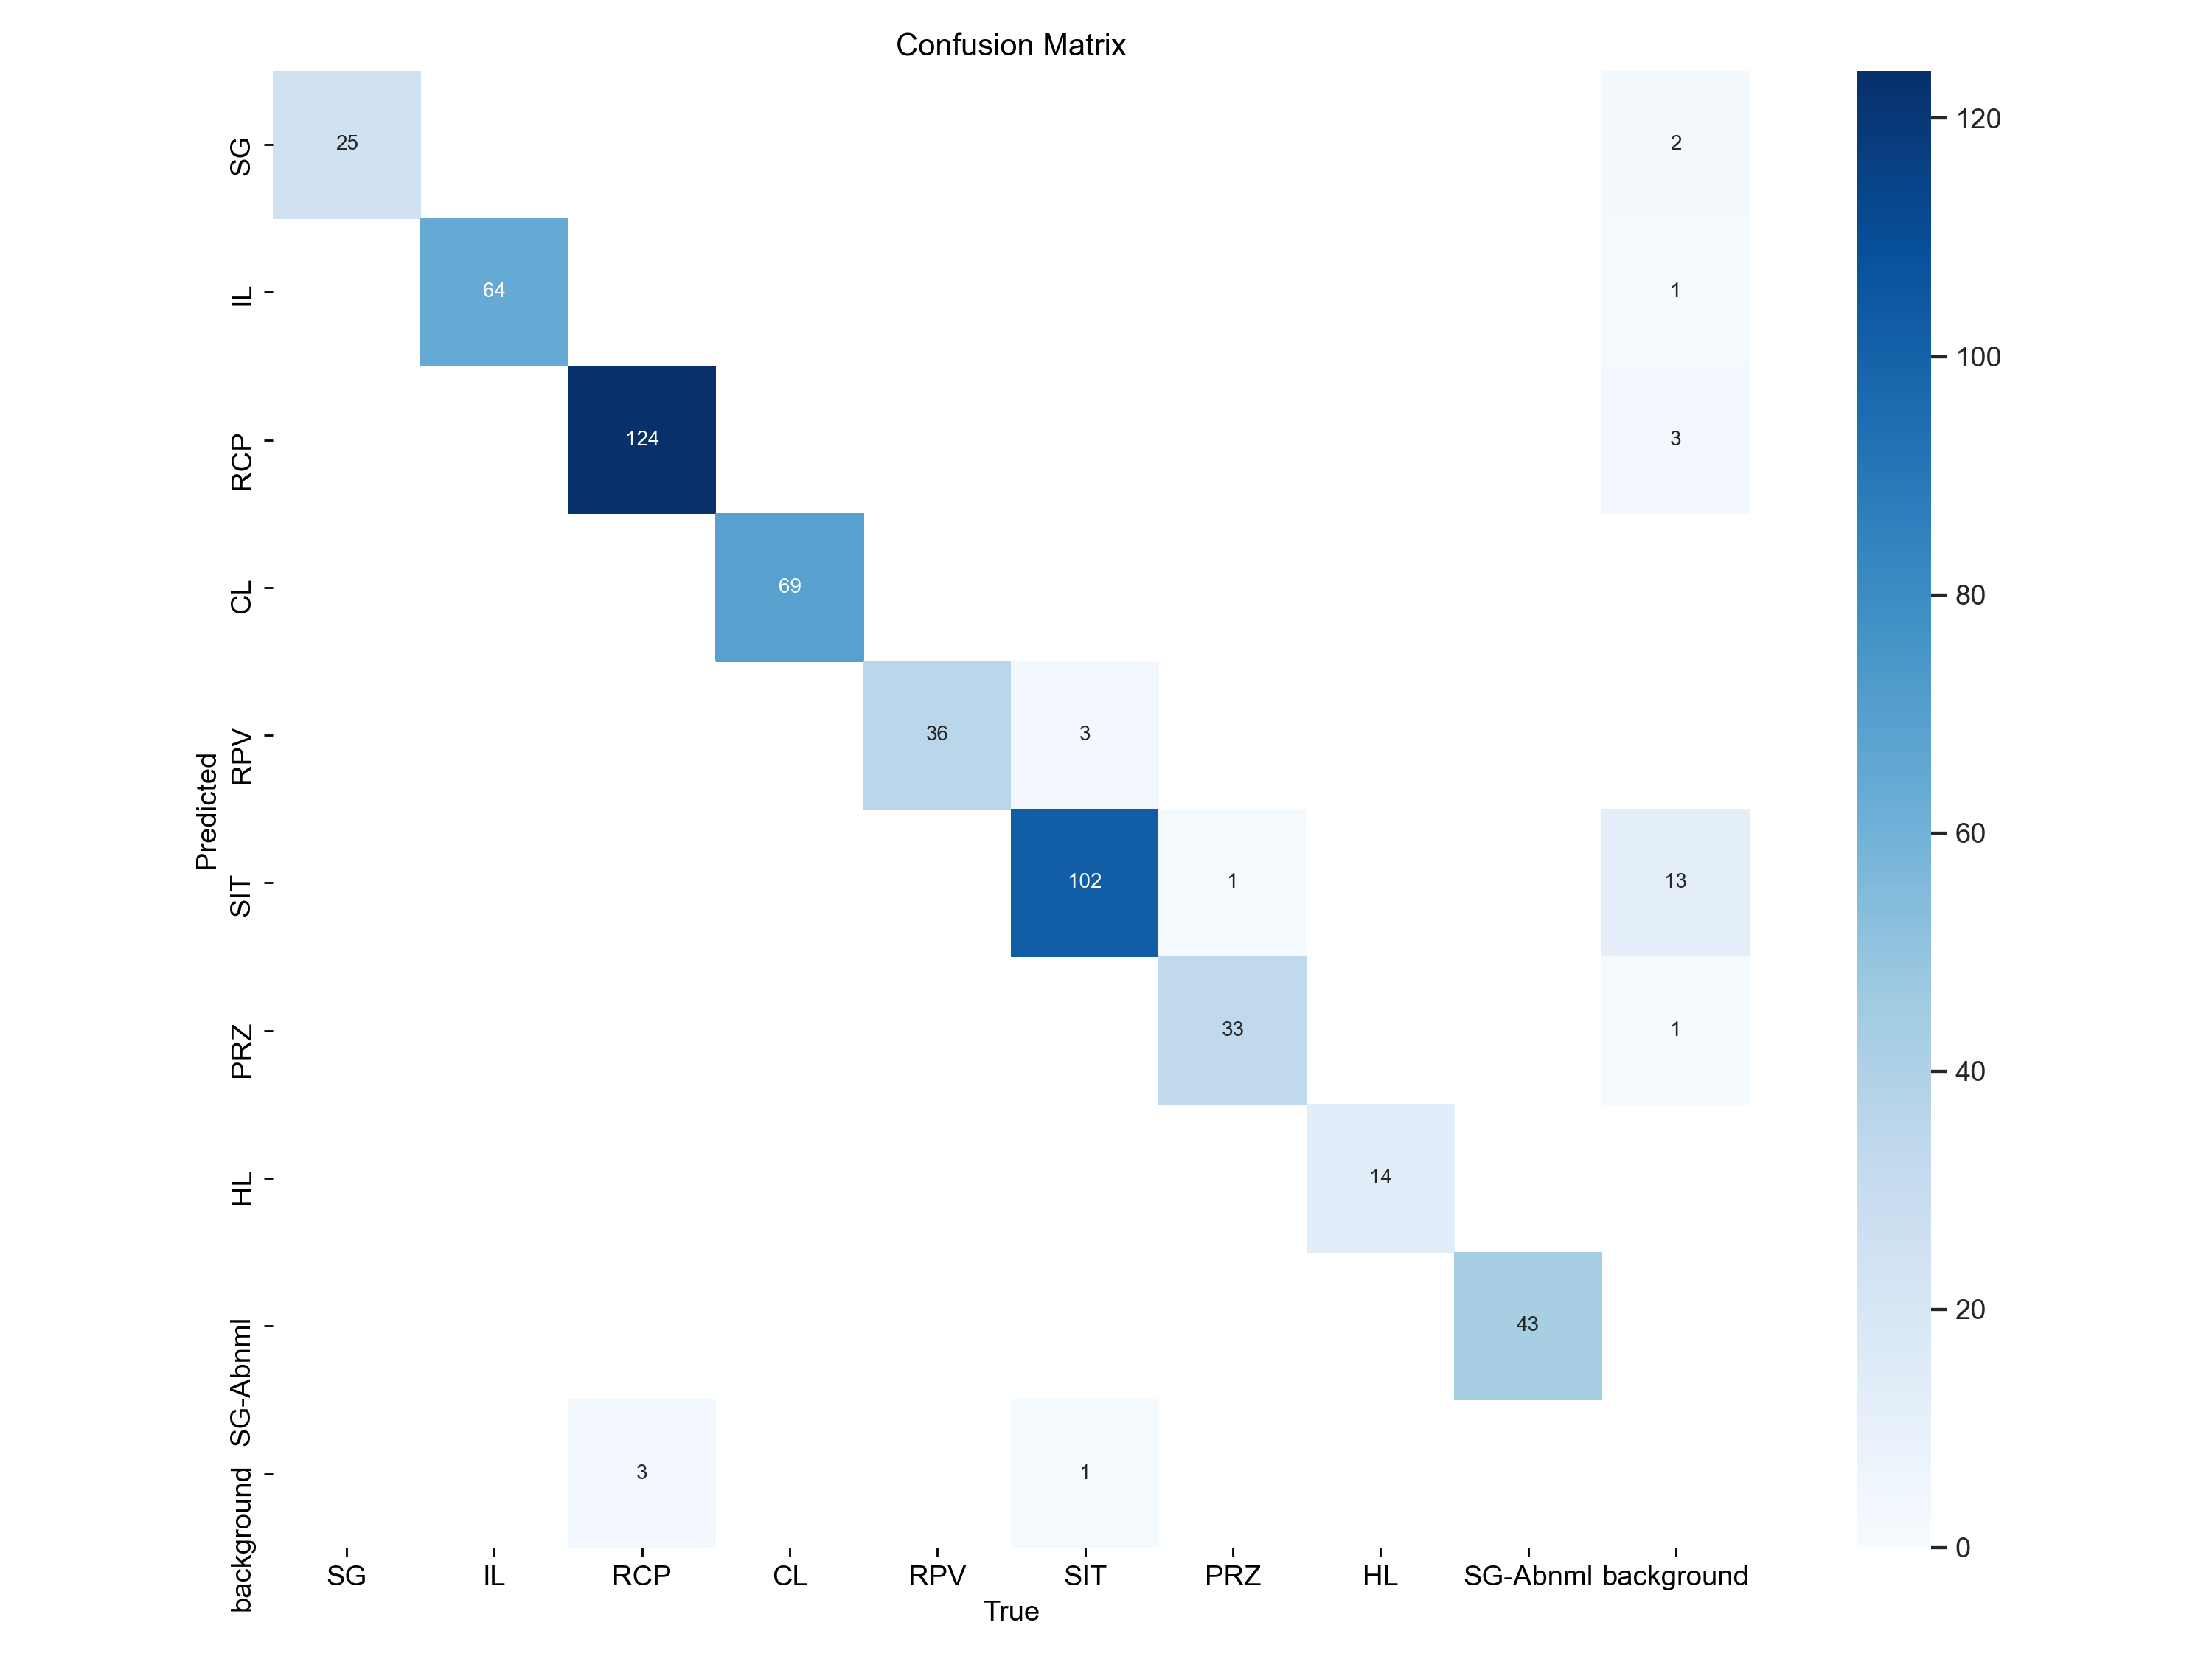 Confusion Matrix
SG 25 2 120
IL 64 1
RCP 124 3 100
CL 69 80
RPV 36 3
Predicted
SIT 102 1 13 60
PRZ 33 1 40
HL 14
SG-Abnml 43 20
background 3 1 0
SG IL RCP CL RPV SIT PRZ HL SG-Abnml background
True